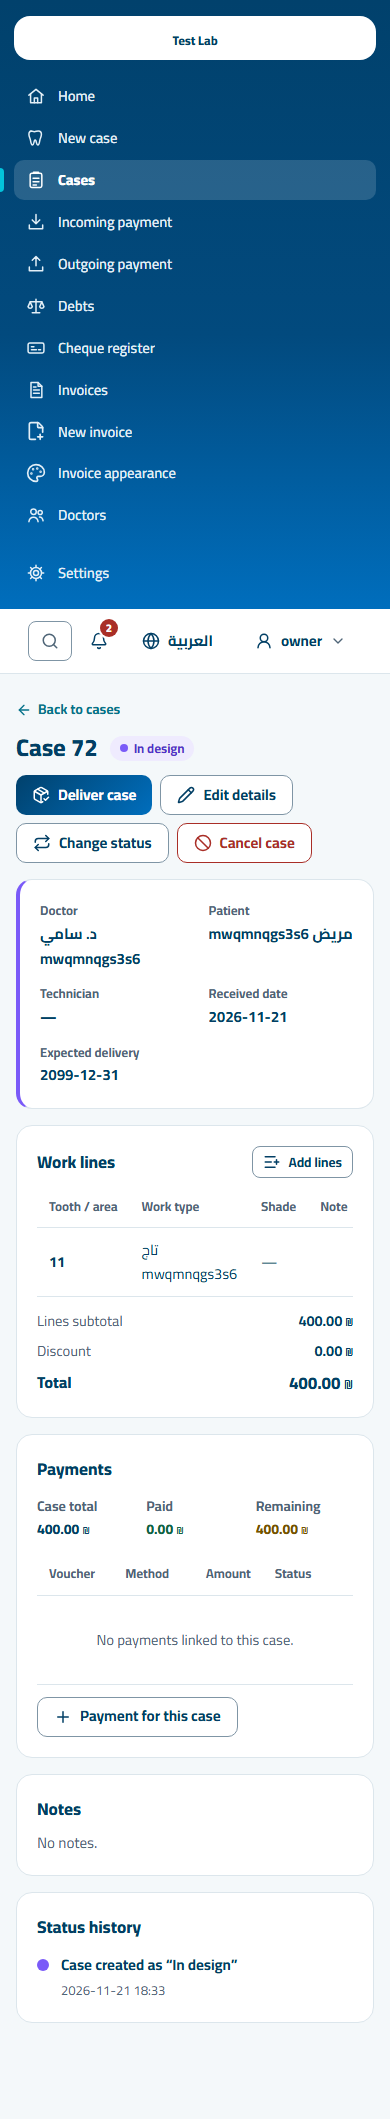 Test Lab
Home
New case
Cases
Incoming payment
Outgoing payment
Debts
Cheque register
Invoices
New invoice
Invoice appearance
Doctors
Settings
2
العربية
owner
Back to cases
Case 72
In design
Deliver case
Edit details
Change status
Cancel case
Doctor
Patient
د. سامي
mwqmnqgs3s6
مريض mwqmnqgs3s6
Technician
Received date
—
2026-11-21
Expected delivery
2099-12-31
Work lines
Add lines
Tooth / area
Work type
Shade
Note
11
تاج
mwqmnqgs3s6
—
Lines subtotal
400.00 ₪
Discount
0.00 ₪
Total
400.00 ₪
Payments
Case total
Paid
Remaining
400.00 ₪
0.00 ₪
400.00 ₪
Voucher
Method
Amount
Status
No payments linked to this case.
Payment for this case
Notes
No notes.
Status history
Case created as “In design”
2026-11-21 18:33